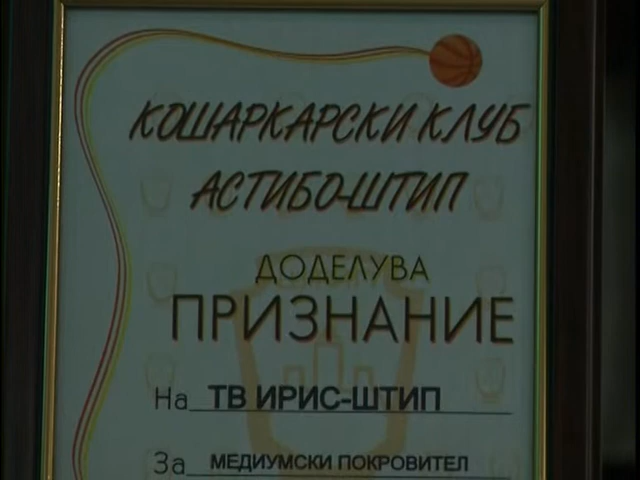 КОШАРКАРСКИ КЛУБ
АСТИБО-ШТИП
ДОДЕЛУВА
ПРИЗНАНИЕ
На ТВ ИРИС-ШТИП
За МЕДИУМСКИ ПОКРОВИТЕЛ